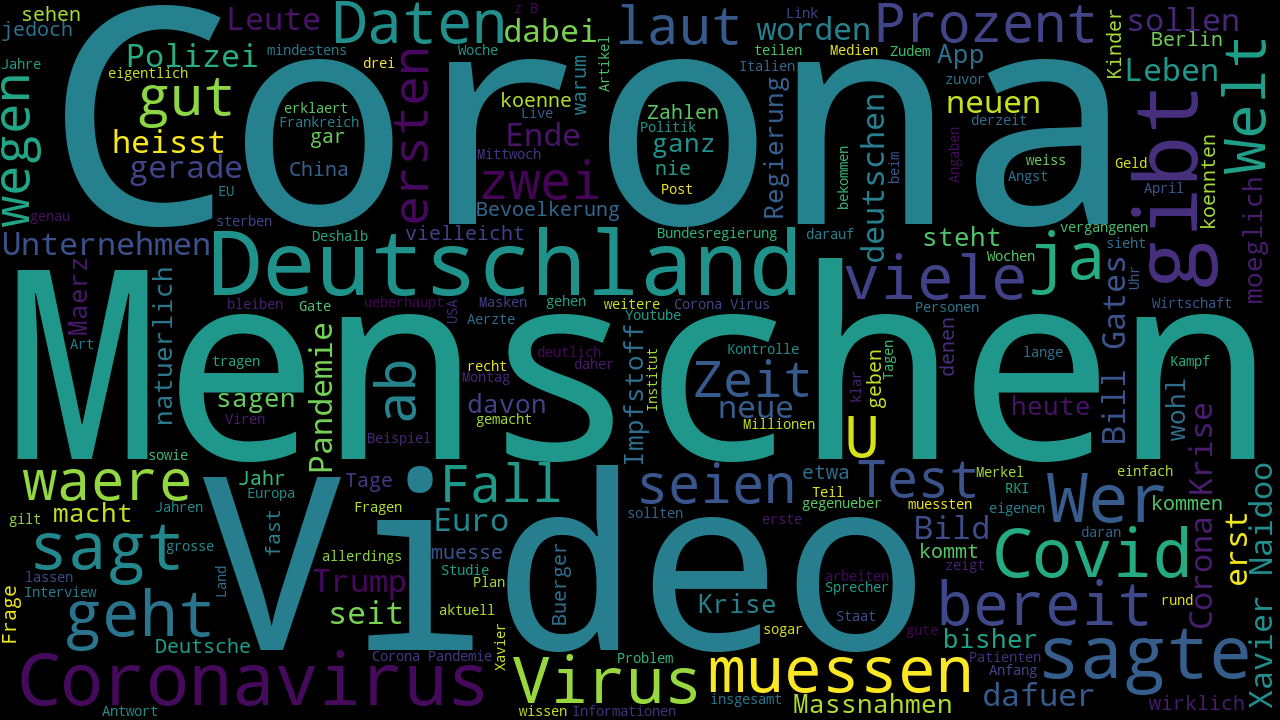 sehen
jedoch
Leute
Daten
z B
dabei
laut
Link
worden
Prozent
sollen
Berlin
Jahre
Polizei
mindestens
Woche
drei
Artikel
warum
teilen
Medien
Zudem
App
Kinder
Leben
Welt
eigentlich
gut
Corona
ersten
koenne
Italien
zuvor
neuen
derzeit
wegen
heisst
erklaert
Frankreich
gar
Live
Ende
Zahlen
Politik
ganz
Regierung
deutschen
beim
Angaben
weiss
Geld
gibt
koennten
gerade
China
Mittwoch
zwei
nie
Post
bekommen
Angst
April
moeglich
EU
genau
sterben
Bevoelkerung
Unternehmen
Deshalb
vielleicht
Bundesregierung
darauf
steht
vergangenen
sieht
Deutschland
viele
Wochen
ja
Uhr
Maerz
natuerlich
bleiben
Gate
ueberhaupt
USA
Masken
gehen
weitere
Corona Virus
Personen
Bill Gates
Wirtschaft
Art
Menschen
Pandemie
Aerzte
Youtube
Impfstoff
tragen
ab
recht
deutlich
daher
Institut
Kontrolle
Zeit
klar
geben
Tagen
denen
lange
Kampf
sagen
Montag
davon
neue
heute
wohl
Viren
gemacht
Millionen
U
Beispiel
sowie
waere
Jahr
Tage
Fall
seien
etwa
Test
Merkel
einfach
Corona Krise
Xavier Naidoo
Europa
Teil
RKI
Wer
kommen
gilt
macht
Jahren
fast
Fragen
Euro
sollten
gegenueber
muessten
eigenen
erste
Bild
daran
erst
sagt
grosse
Video
allerdings
muesse
kommt
Covid
lassen
Interview
Land
Trump
Studie
Plan
Buerger
arbeiten
Sprecher
zeigt
Frage
geht
seit
aktuell
Krise
Staat
bereit
rund
Deutsche
Xavier
sogar
gute
bisher
sagte
Corona Pandemie
Problem
Patienten
Coronavirus
Virus
muessen
Anfang
insgesamt
dafuer
wirklich
Antwort
wissen
Informationen
Massnahmen